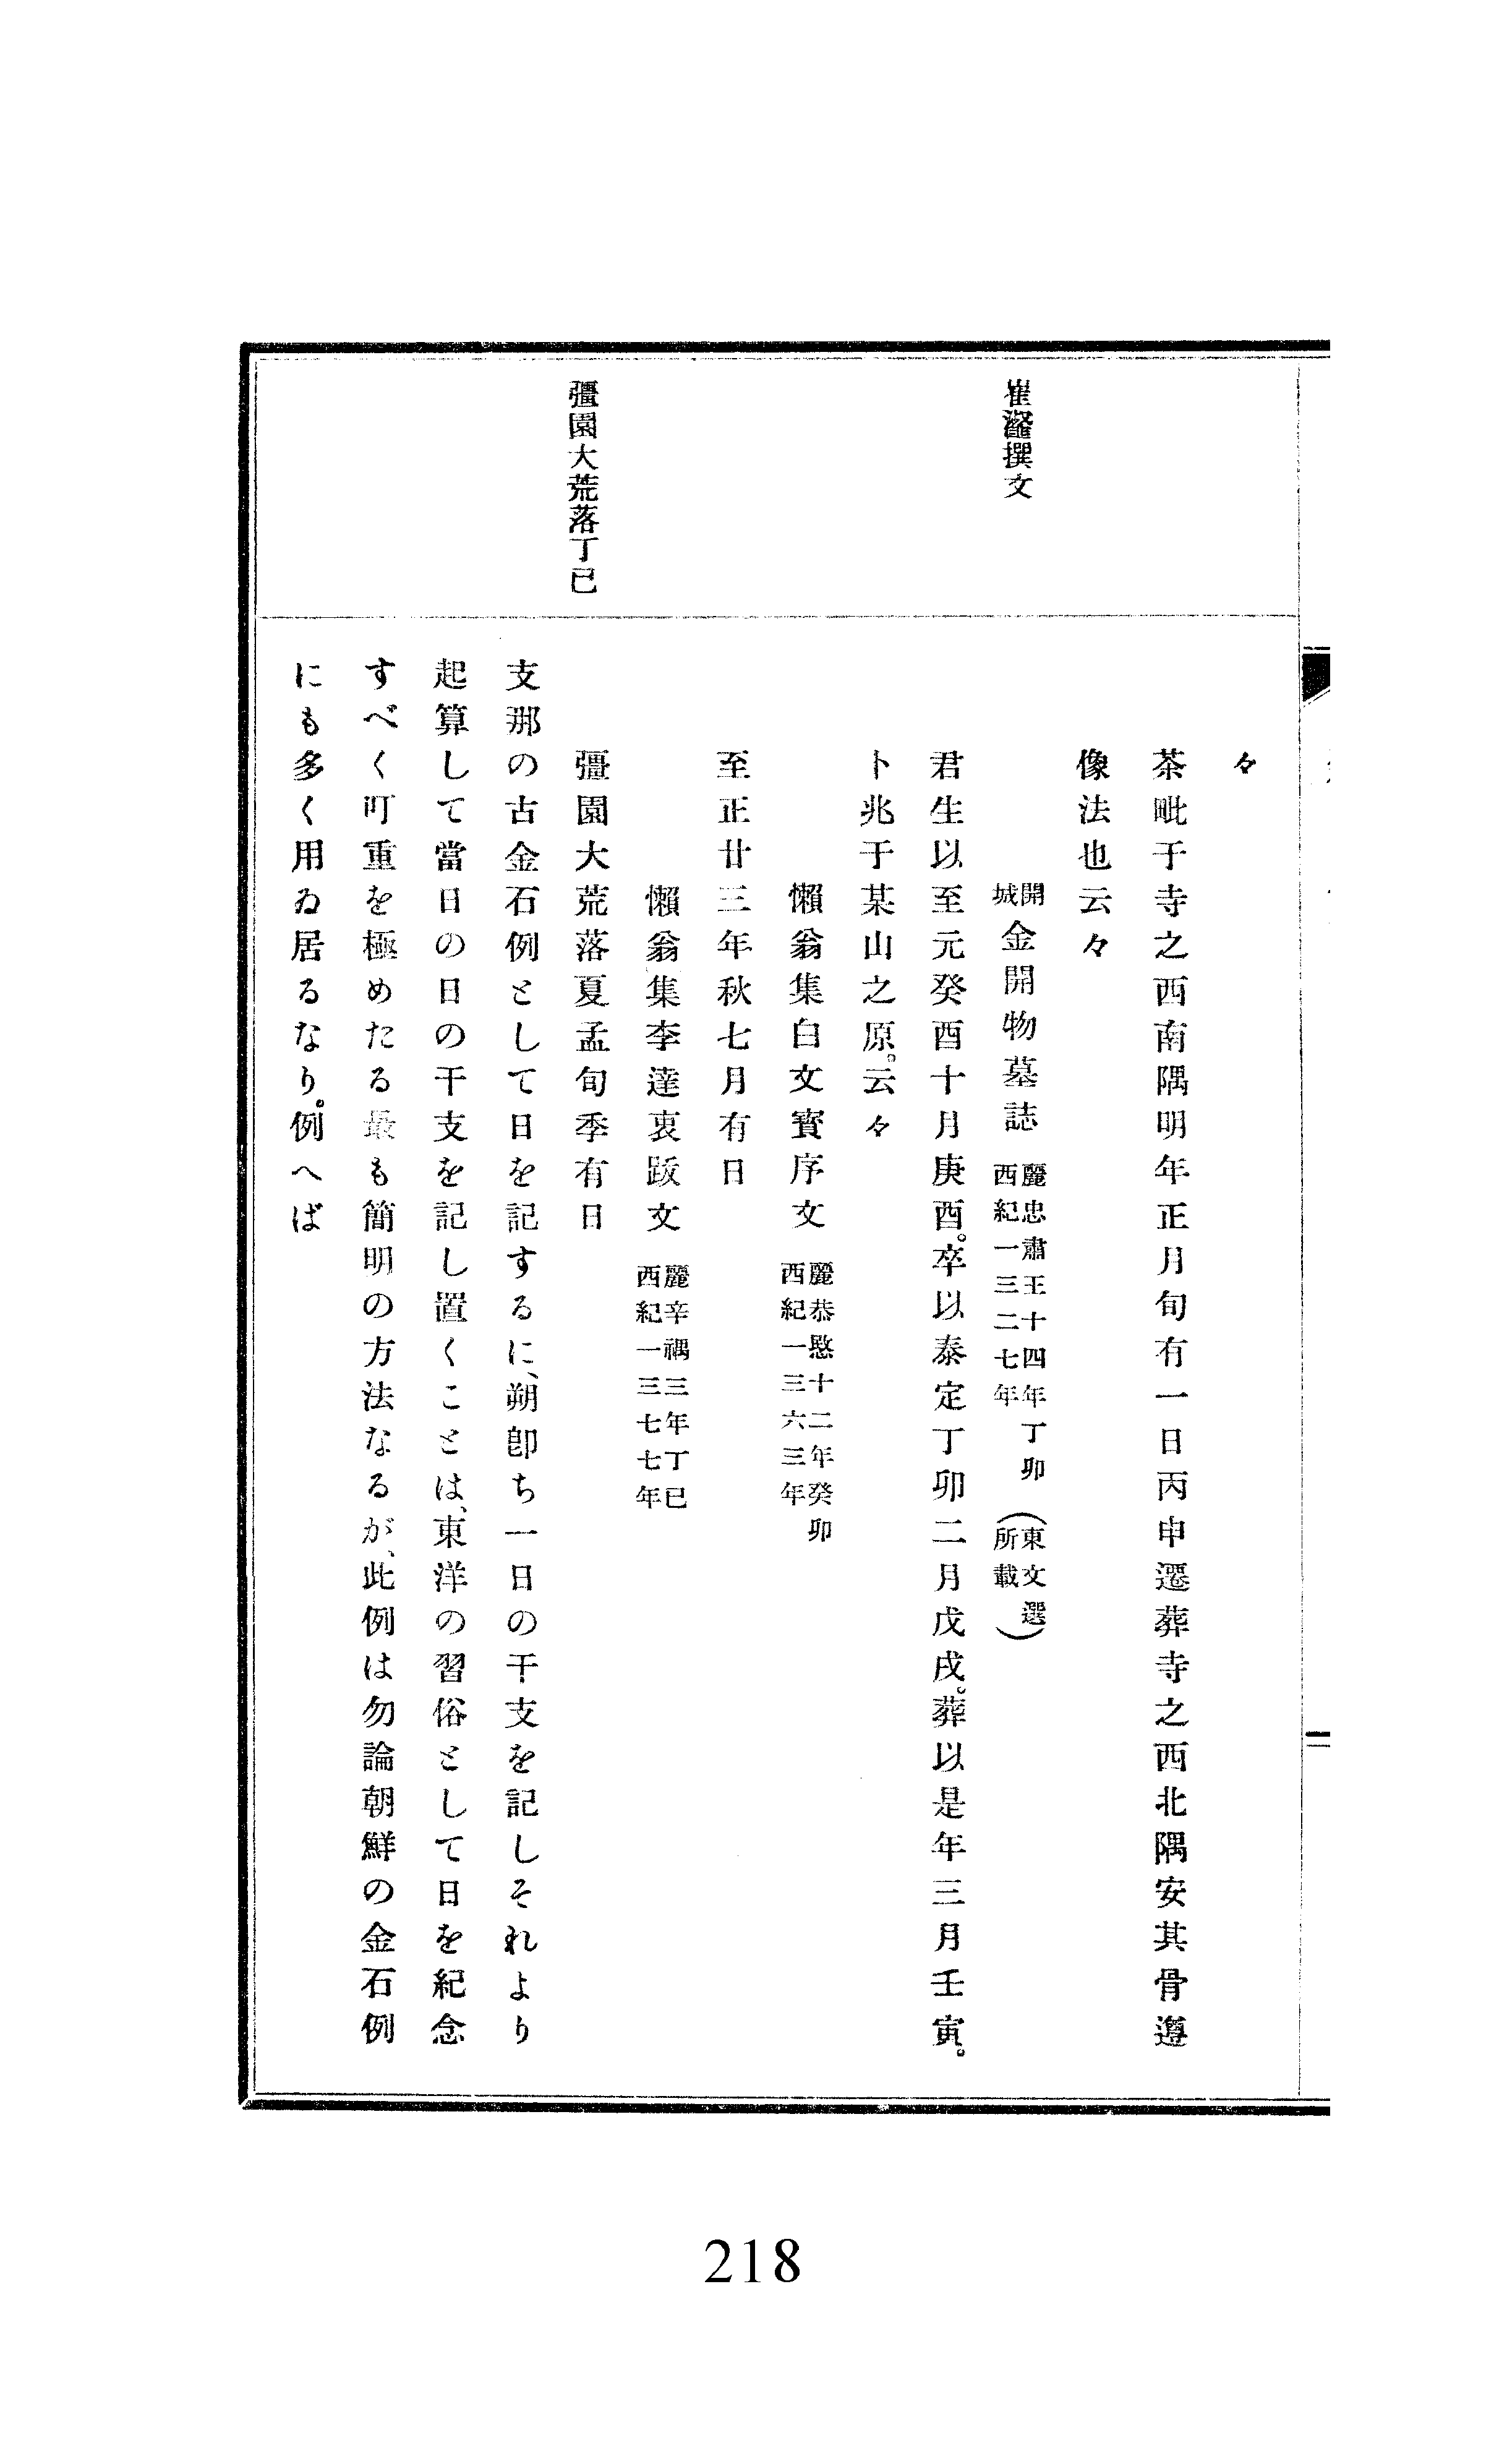 崔瀣撰文
彊園大荒落丁巳
々
茶毗于寺之西南隅明年正月旬有一日丙申遷葬寺之西北隅安其骨遵
像法也云々
開城金開物墓誌 麗忠肅王十四年丁卯 西紀一三二七年 (東文選所載)
君生以至元癸酉十月庚酉。卒以泰定丁卯二月戊戌。葬以是年三月壬寅。
卜兆于某山之原。云々
懶翁集白文寳序文 麗恭愍十二年癸卯 西紀一三六三年
至正廿三年秋七月有日
懶翁集李達衷跋文 麗辛禑三年丁巳 西紀一三七七年
彊園大荒落夏孟旬季有日
支那の古金石例として日を記するに、朔卽ち一日の干支を記しそれより
起算して當日の日の干支を記し置くことは、東洋の習俗として日を紀念
すべく叮重を極めたる最も簡明の方法なるが、此例は勿論朝鮮の金石例
にも多く用ゐ居るなり。例へば
二
218